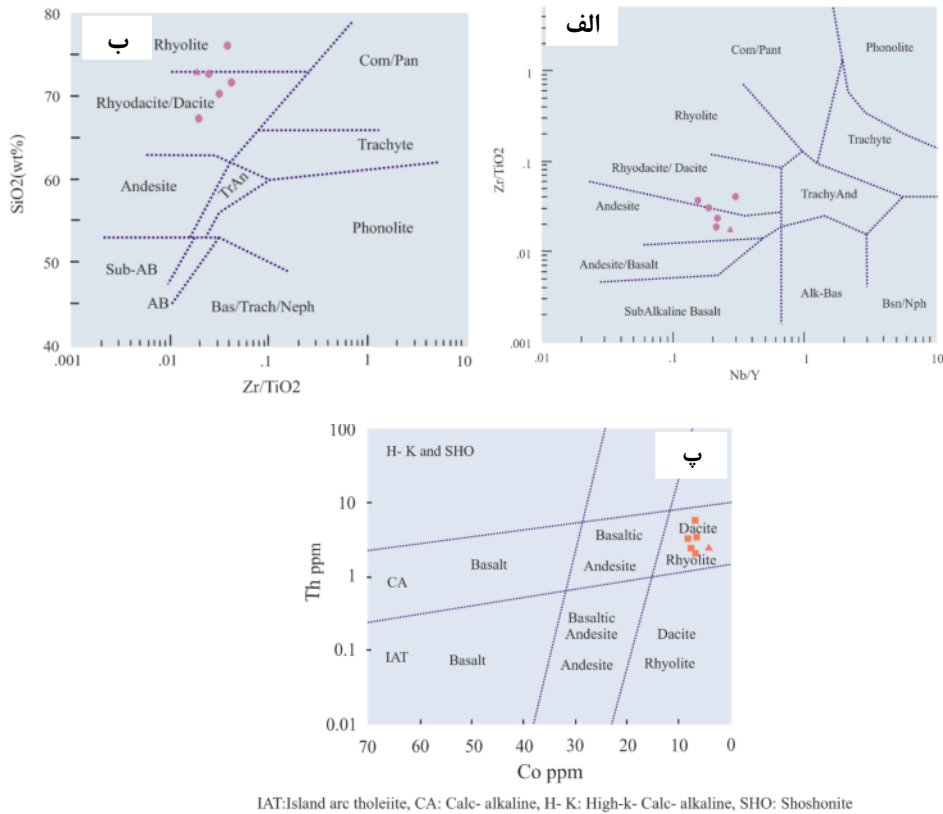 ب
80
70
60
50
40
SiO2(wt%)
Rhyolite
Com/Pan
Rhyodacite/Dacite
Trachyte
Andesite
TrAn
Phonolite
Sub-AB
AB
Bas/Trach/Neph
.001
.01
0.1
1
10
Zr/TiO2
الف
1
.1
.01
.001
Zr/TiO2
Com/Pant
Phonolite
Rhyolite
Trachyte
Rhyodacite/ Dacite
TrachyAnd
Andesite
Andesite/Basalt
SubAlkaline Basalt
Alk-Bas
Bsn/Nph
.01
0.1
1
10
Nb/Y
پ
100
10
1
0.1
0.01
Th ppm
H- K and SHO
Dacite
Basaltic
Rhyolite
Basalt
Andesite
CA
Basaltic
Andesite
Dacite
IAT
Basalt
Andesite
Rhyolite
70
60
50
40
30
20
10
0
Co ppm
IAT:Island arc tholeiite, CA: Calc- alkaline, H- K: High-k- Calc- alkaline, SHO: Shoshonite